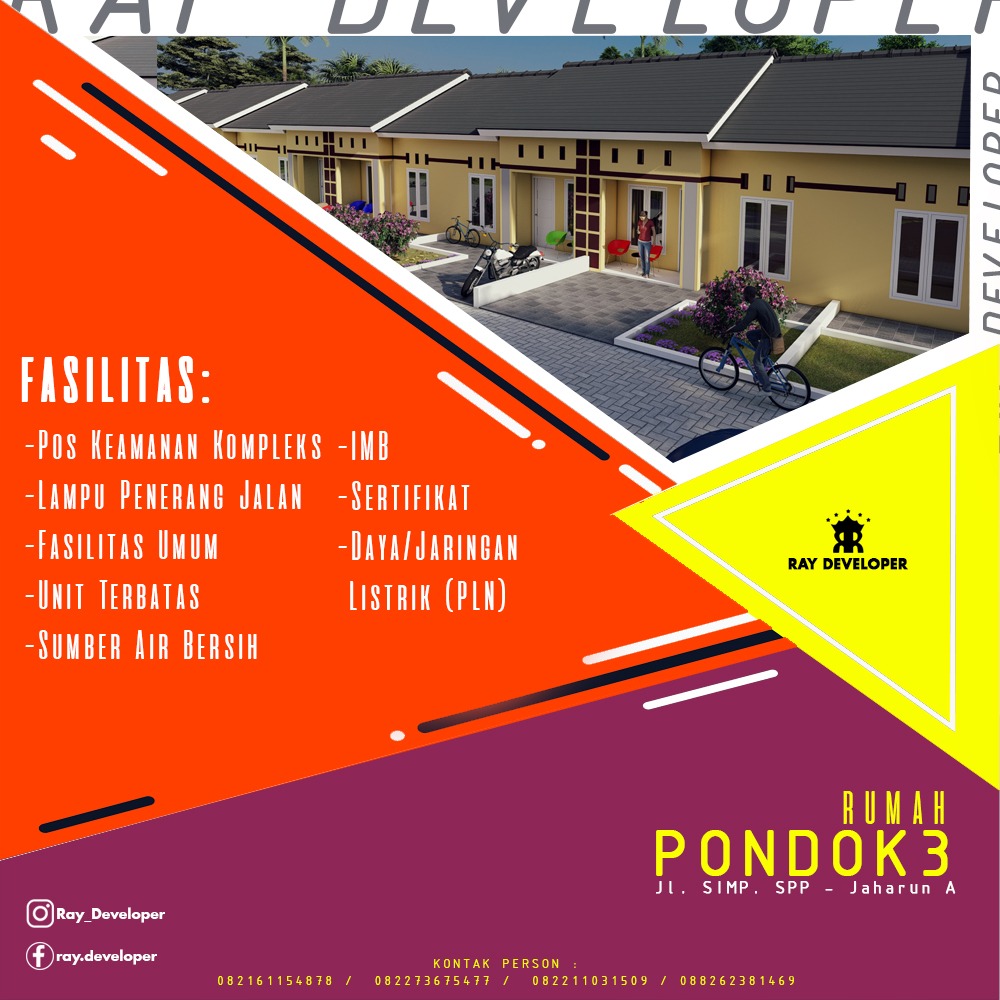 RAY DEVELOPER
DEVELOPER
FASILITAS:
-Pos Keamanan Kompleks
-Lampu Penerang Jalan
-Fasilitas Umum
-Unit Terbatas
-Sumber Air Bersih
-IMB
-Sertifikat
-Daya/Jaringan
Listrik (PLN)
RAY DEVELOPER
RUMAH
PONDOK3
Jl. SIMP. SPP - Jaharun A
Ray_Developer
ray.developer
KONTAK PERSON :
082161154878 / 082273675477 / 082211031509 / 088262381469